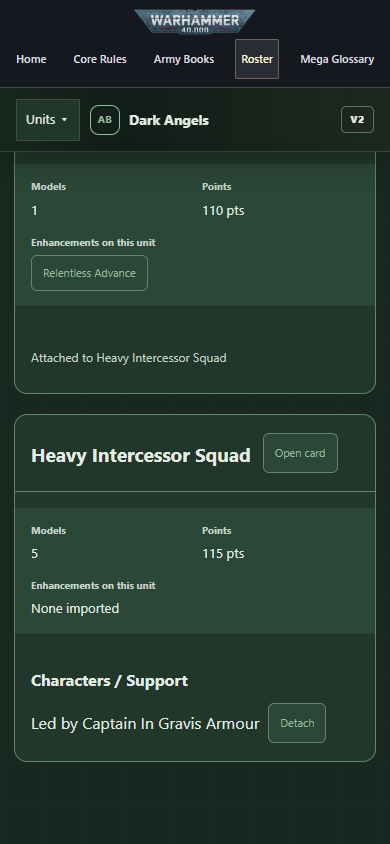 WARHAMMER
40,000
Home Core Rules Army Books Roster Mega Glossary
Units AB Dark Angels V2
Models Points
1 110 pts
Enhancements on this unit
Relentless Advance
Attached to Heavy Intercessor Squad
Heavy Intercessor Squad Open card
Models Points
5 115 pts
Enhancements on this unit
None imported
Characters / Support
Led by Captain In Gravis Armour Detach